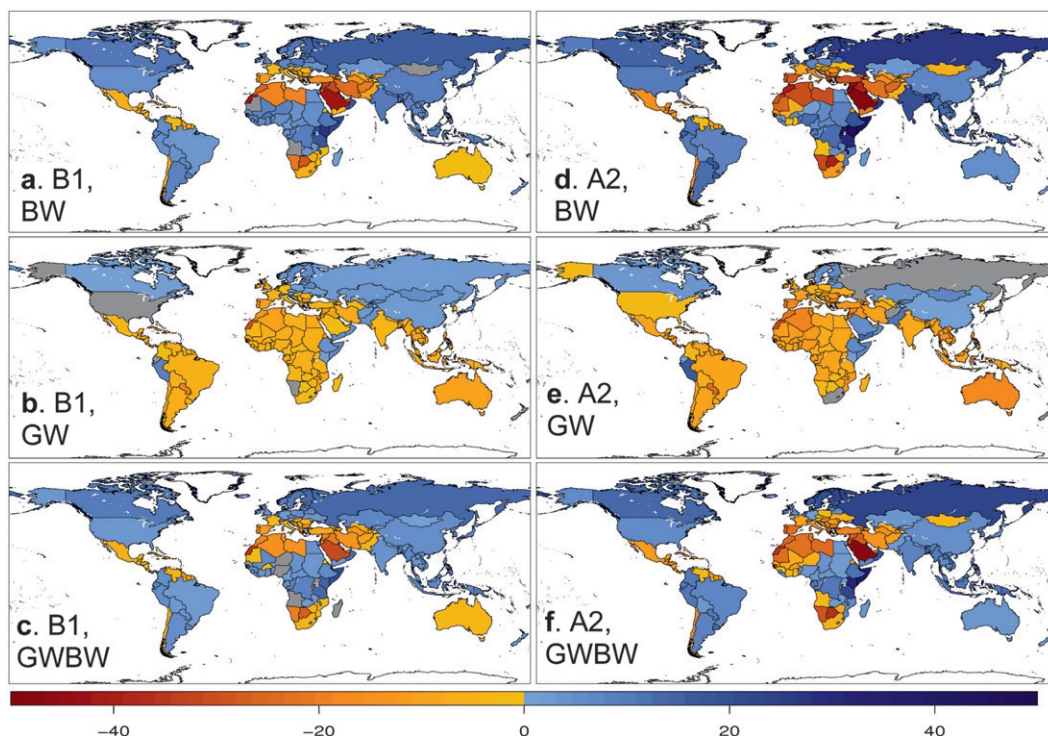 a. B1,
BW
d. A2,
BW
b. B1,
GW
e. A2,
GW
c. B1,
GWBW
f. A2,
GWBW
-40 -20 0 20 40